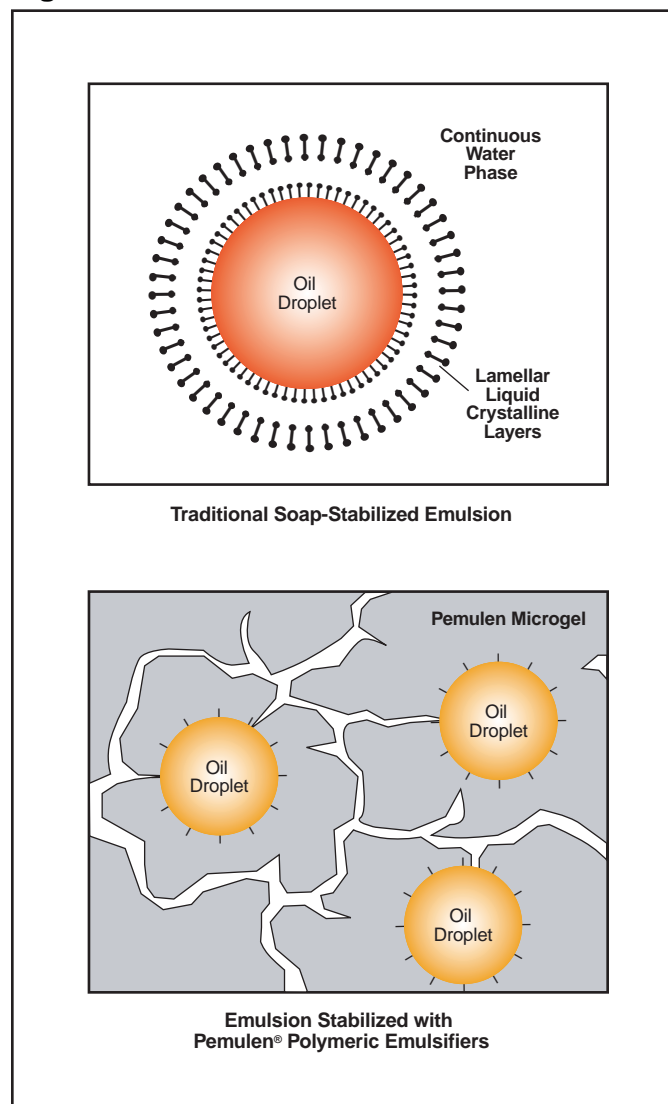 Continuous
Water
Phase
Oil
Droplet
Lamellar
Liquid
Crystalline
Layers
Traditional Soap-Stabilized Emulsion
Pemulen Microgel
Oil
Droplet
Oil
Droplet
Oil
Droplet
Emulsion Stabilized with
Pemulen® Polymeric Emulsifiers